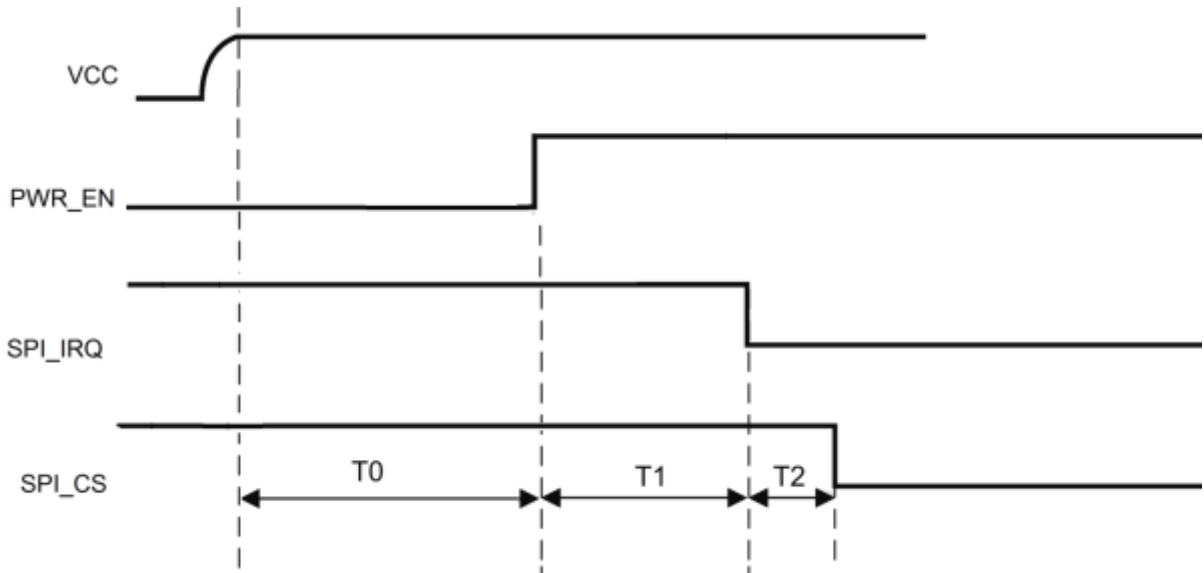 VCC
PWR_EN
SPI_IRQ
SPI_CS
T0
T1
T2